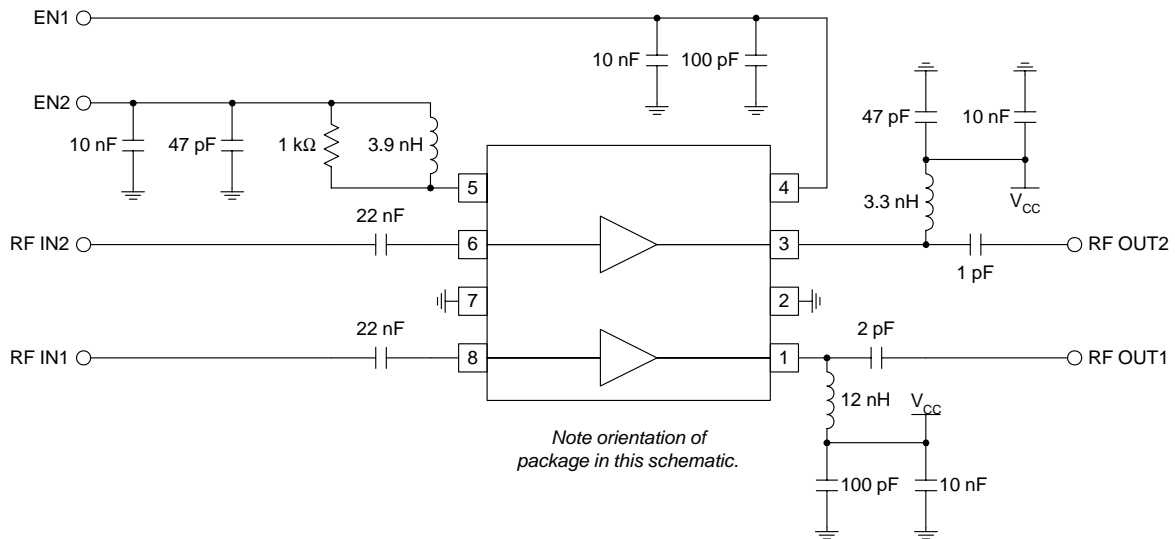 EN1
10 nF
100 pF
EN2
10 nF
47 pF
1 kΩ
3.9 nH
47 pF
10 nF
5
4
3.3 nH
VCC
22 nF
RF IN2
6
3
RF OUT2
1 pF
7
2
22 nF
2 pF
RF IN1
8
1
RF OUT1
12 nH
VCC
Note orientation of
package in this schematic.
100 pF
10 nF